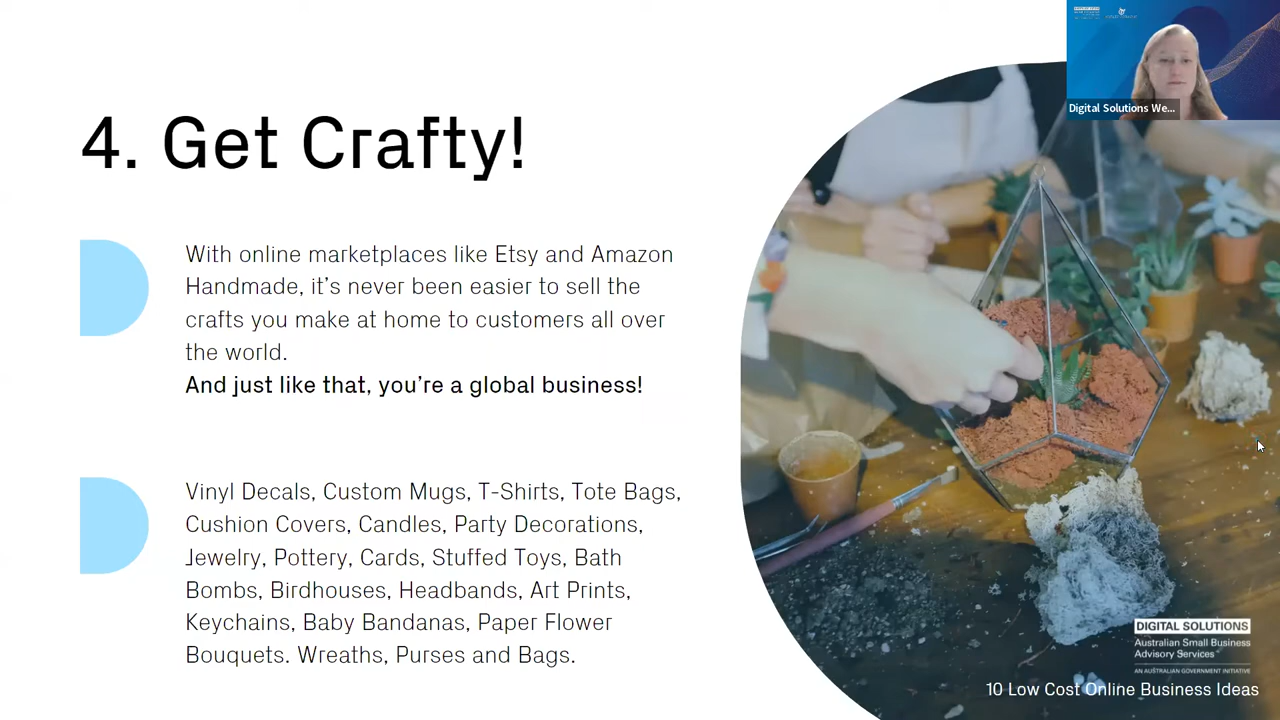 Digital Solutions We...
4. Get Crafty!
With online marketplaces like Etsy and Amazon
Handmade, it's never been easier to sell the
crafts you make at home to customers all over
the world.
And just like that, you're a global business!
Vinyl Decals, Custom Mugs, T-Shirts, Tote Bags,
Cushion Covers, Candles, Party Decorations,
Jewelry, Pottery, Cards, Stuffed Toys, Bath
Bombs, Birdhouses, Headbands, Art Prints,
Keychains, Baby Bandanas, Paper Flower
Bouquets. Wreaths, Purses and Bags.
DIGITAL SOLUTIONS
Australian Small Business
Advisory Services
AN AUSTRALIAN GOVERNMENT INITIATIVE
10 Low Cost Online Business Ideas